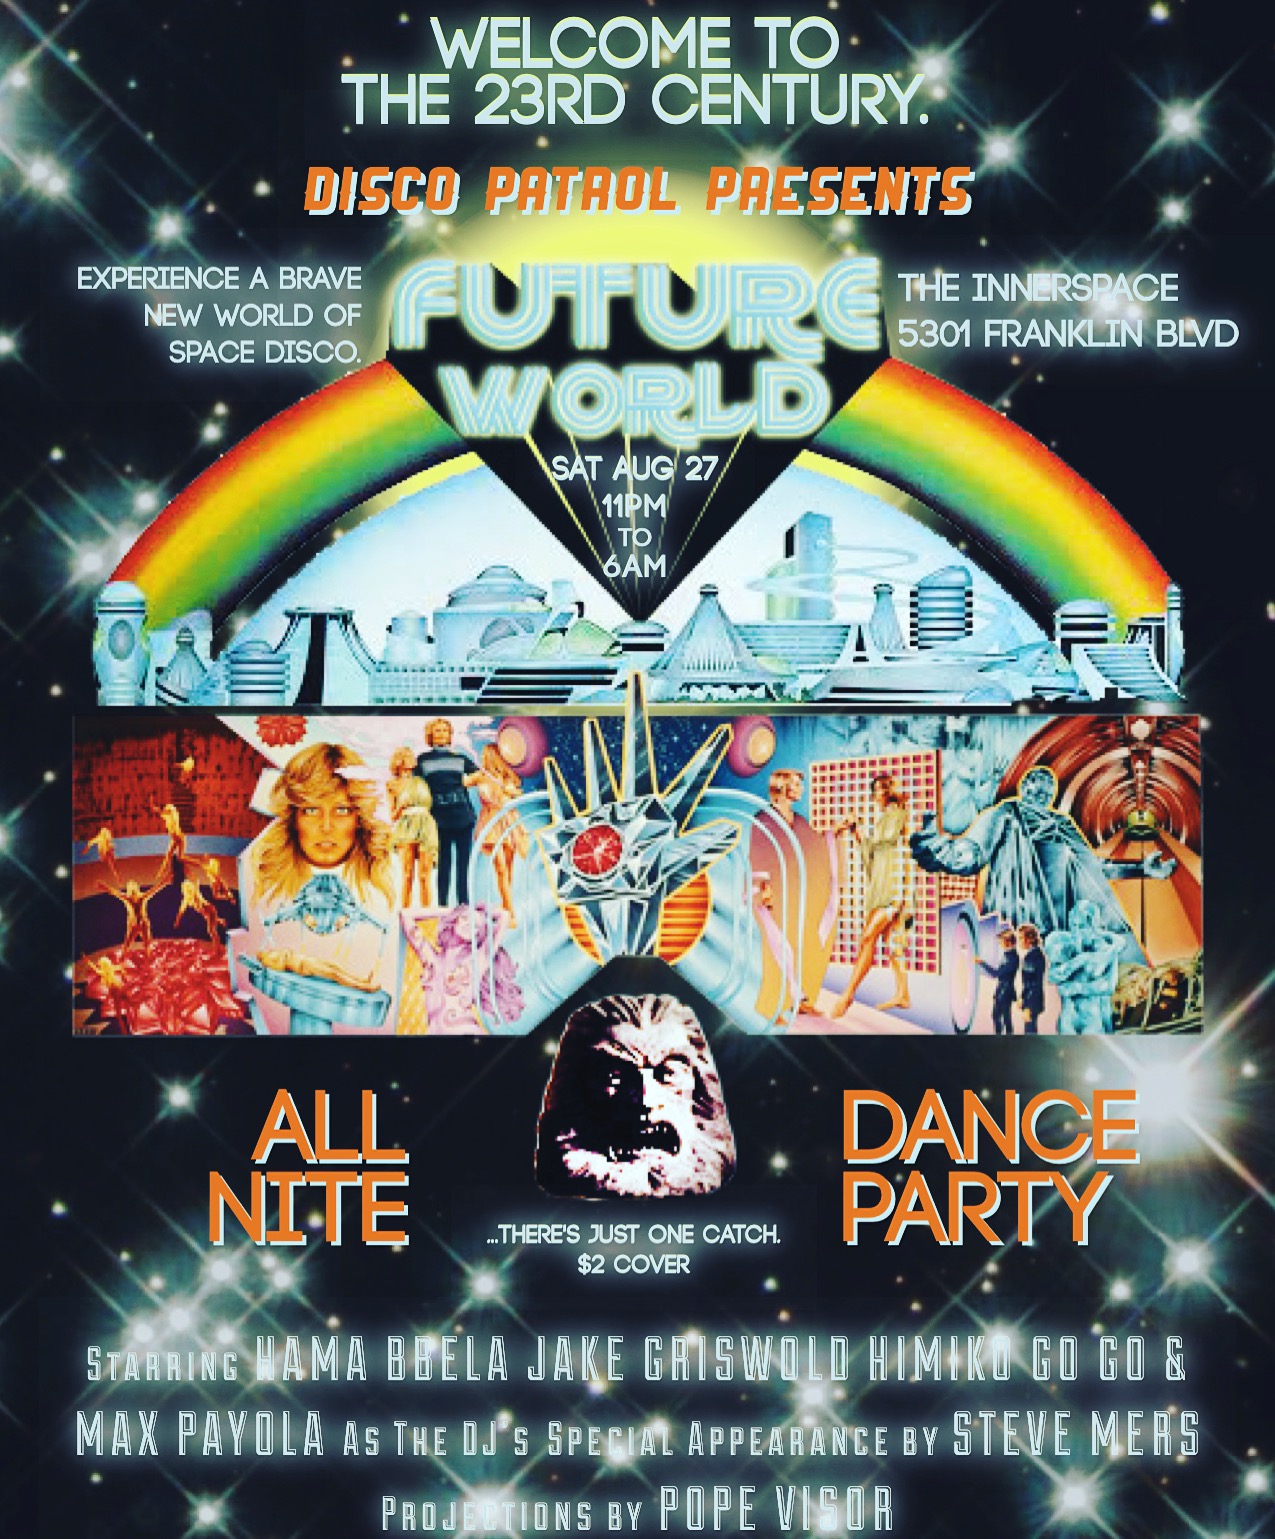 WELCOME TO
THE 23RD CENTURY.
DISCO PATROL PRESENTS
EXPERIENCE A BRAVE
NEW WORLD OF
SPACE DISCO.
FUTURE
WORLD
THE INNERSPACE
5301 FRANKLIN BLVD
SAT AUG 27
11PM
TO
6AM
ALL
NITE
DANCE
PARTY
...THERE'S JUST ONE CATCH.
$2 COVER
STARRING HAMA BBELA JAKE GRISWOLD HIMIKO GO GO &
MAX PAYOLA AS THE DJ'S SPECIAL APPEARANCE BY STEVE MERS
PROJECTIONS BY POPE VISOR